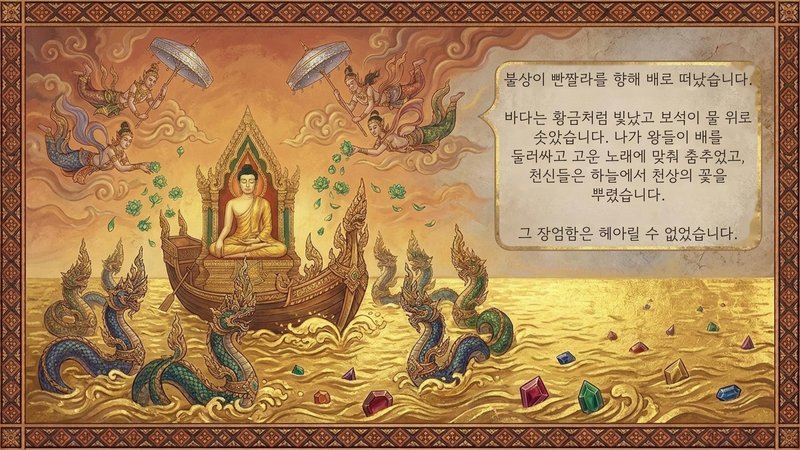 불상이 빤짤라를 향해 배로 떠났습니다.
바다는 황금처럼 빛났고 보석이 물 위로
솟았습니다. 나가 왕들이 배를
둘러싸고 고운 노래에 맞춰 춤추었고,
천신들은 하늘에서 천상의 꽃을
뿌렸습니다.
그 장엄함은 헤아릴 수 없었습니다.